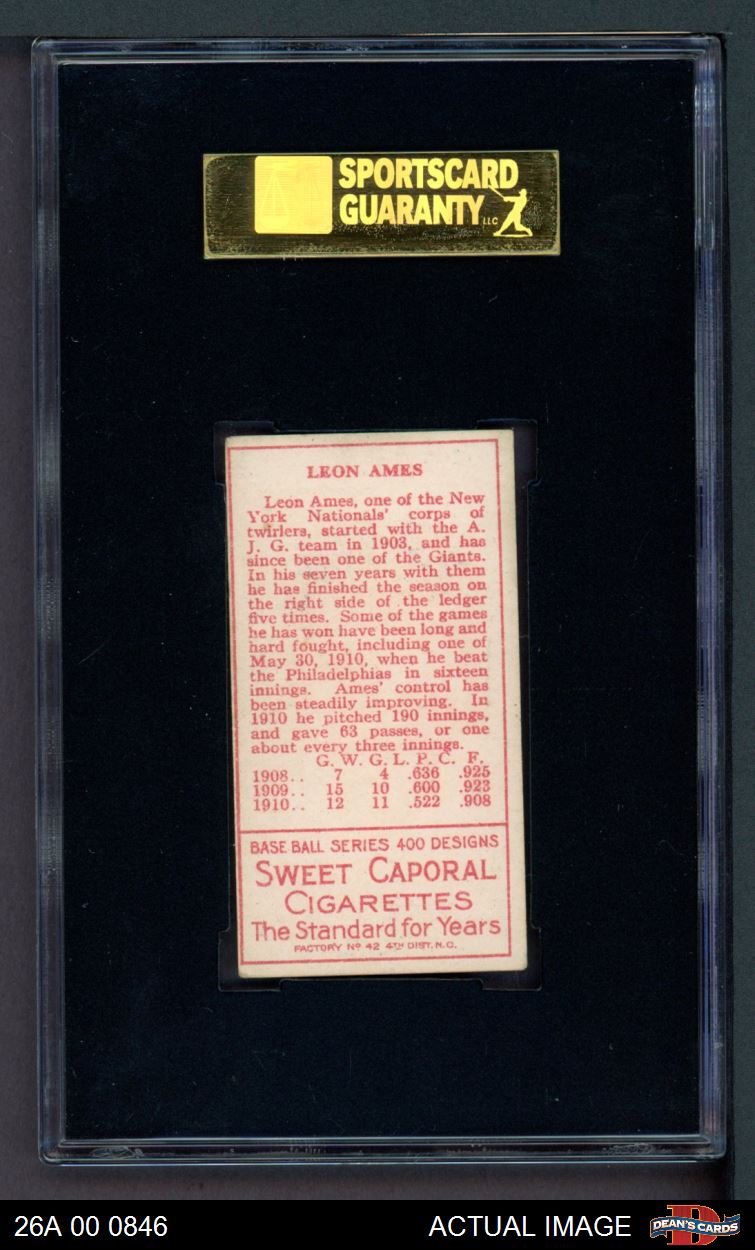 SPORTSCARD
GUARANTY LLC
LEON AMES
Leon Ames, one of the New
York Nationals' corps of
twirlers, started with the A.
J. G. team in 1903, and has
since been one of the Giants.
In his seven years with them
he has finished the season on
the right side of the ledger
five times. Some of the games
he has won have been long and
hard fought, including one of
May 30, 1910, when he beat
the Philadelphias in sixteen
innings. Ames' control has
been steadily improving. In
1910 he pitched 190 innings,
and gave 63 passes, or one
about every three innings.
G. W. G. L. P. C. F.
1908.. 7 4 .636 .925
1909.. 15 10 .600 .923
1910.. 12 11 .522 .908
BASE BALL SERIES 400 DESIGNS
SWEET CAPORAL
CIGARETTES
The Standard for Years
FACTORY Nº 42 4TH DIST. N.C.
26A 00 0846 ACTUAL IMAGE DEAN'S CARDS